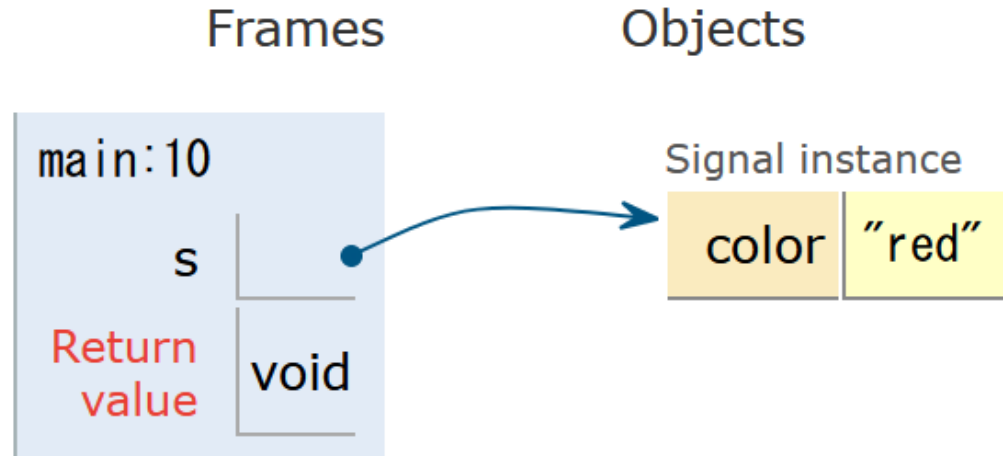 Frames Objects
main:10
Signal instance
s
color "red"
Return
value
void